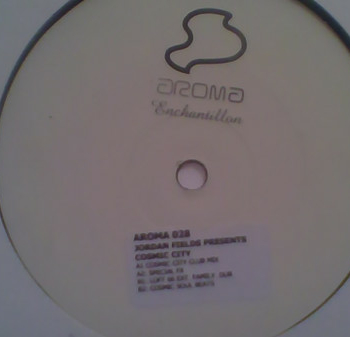 aroma
Enchantillon
AROMA 028
JORDAN FIELDS PRESENTS
COSMIC CITY
A1 COSMIC CITY CLUB MIX
A2. SPECIAL FX
B1. LOFT IN EXT. FAMILY DUB
B2. COSMIC SOUL BEATS